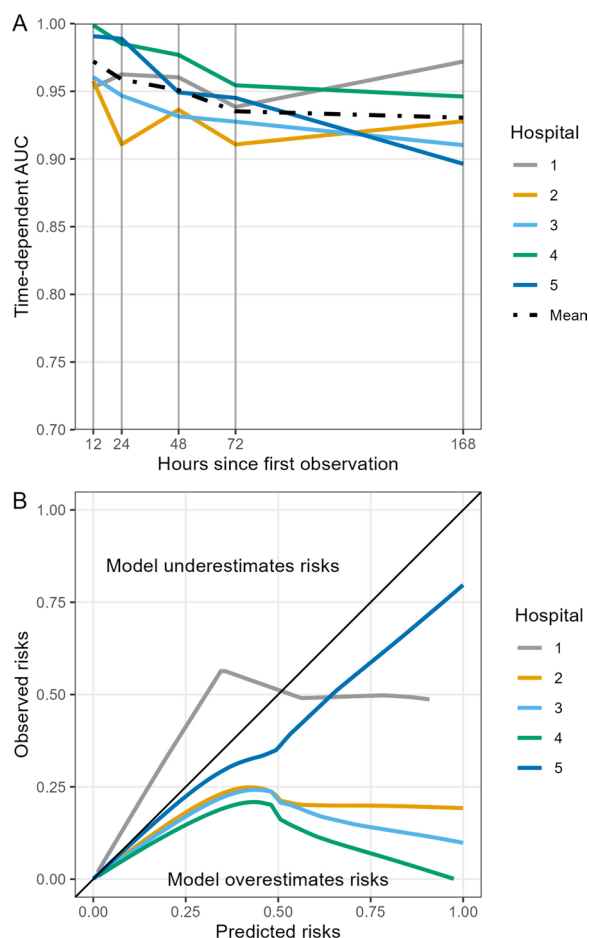 A
1.00
0.95
0.90
0.85
0.80
0.75
0.70
Time-dependent AUC
12 24 48 72 168
Hours since first observation
Hospital
1
2
3
4
5
Mean
B
1.00
0.75
0.50
0.25
0.00
Observed risks
Model underestimates risks
Model overestimates risks
0.00 0.25 0.50 0.75 1.00
Predicted risks
Hospital
1
2
3
4
5